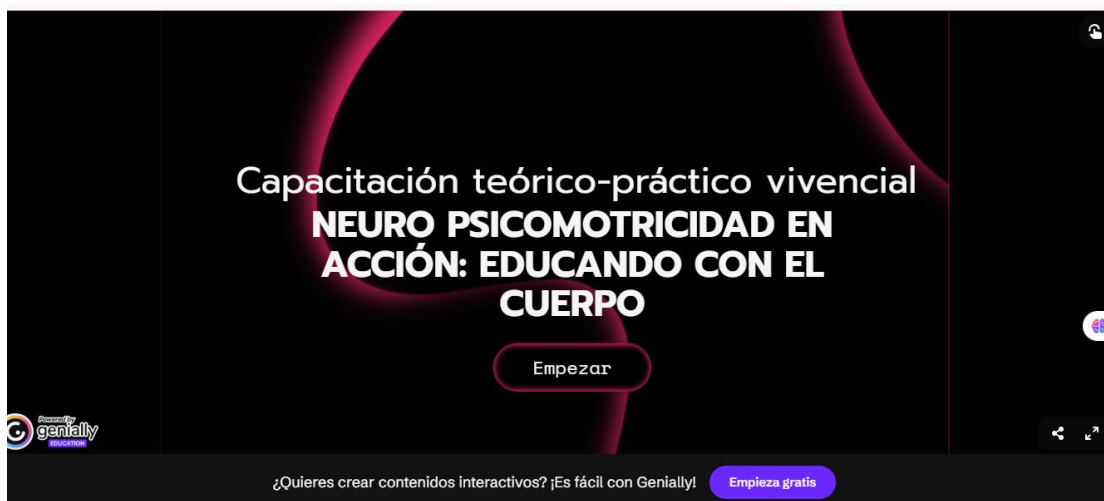 Capacitación teórico-práctico vivencial
NEURO PSICOMOTRICIDAD EN
ACCIÓN: EDUCANDO CON EL
CUERPO
Empezar
Powered by
genially
EDUCATION
¿Quieres crear contenidos interactivos? ¡Es fácil con Genially!
Empieza gratis